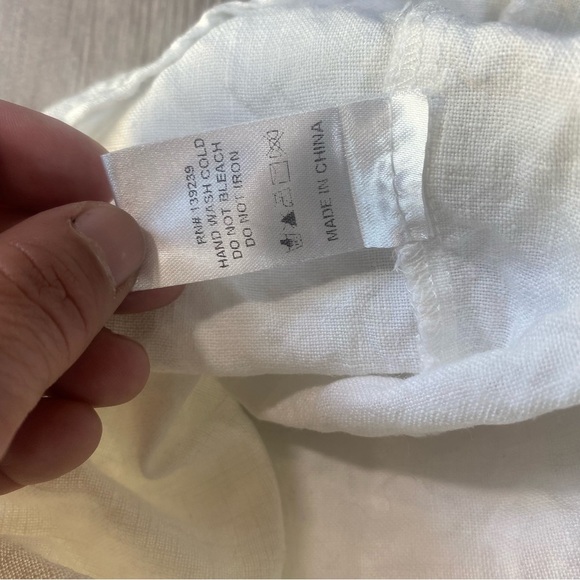 RN# 139239
HAND WASH COLD
DO NOT BLEACH
DO NOT IRON
MADE IN CHINA